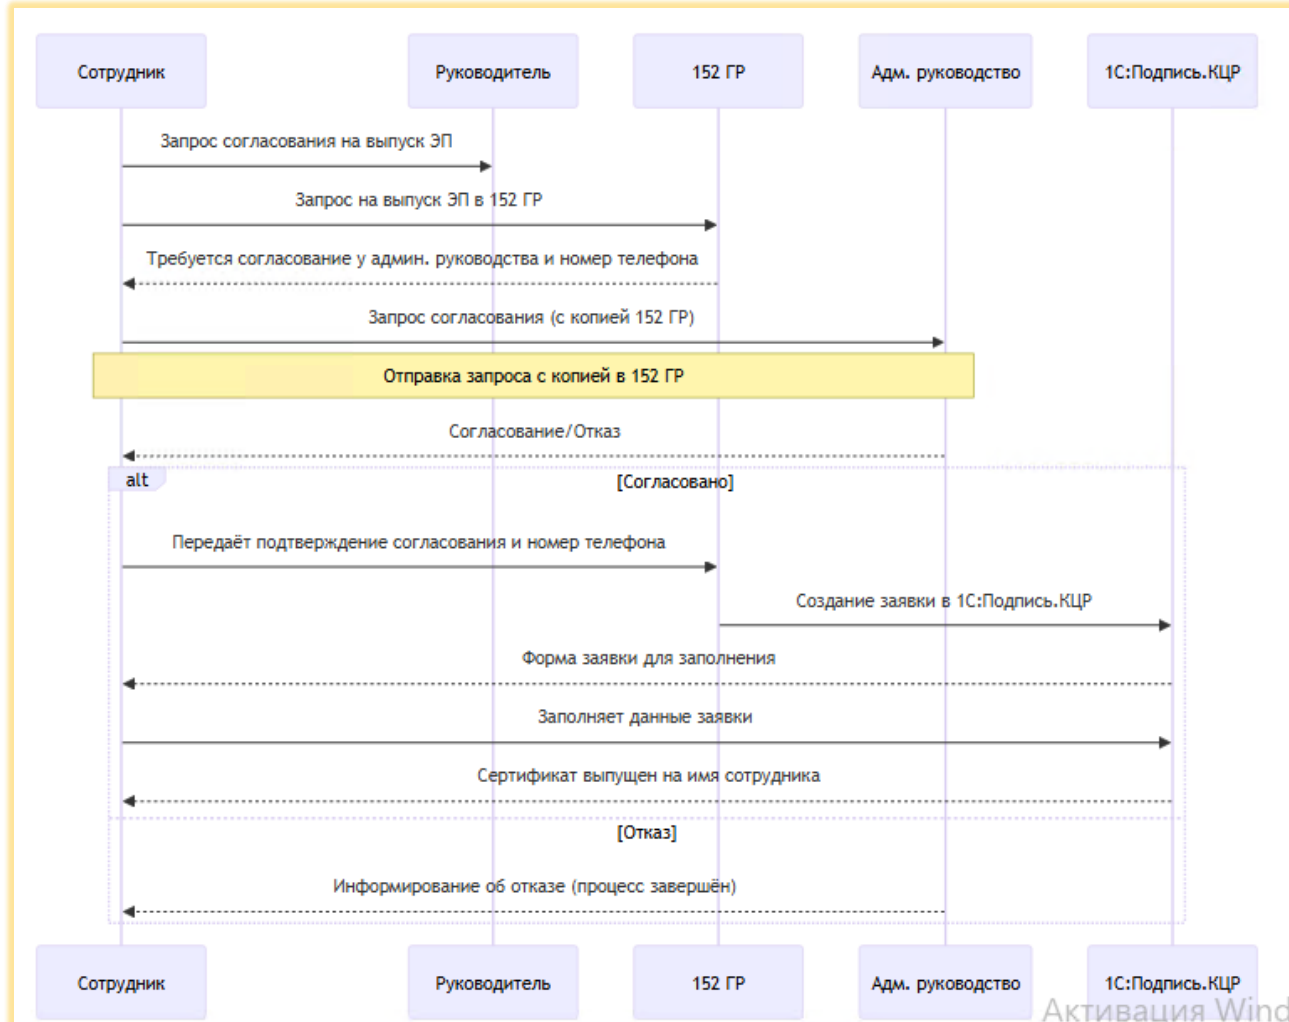 Сотрудник
Руководитель
152 ГР
Адм. руководство
1С:Подпись.КЦР
Запрос согласования на выпуск ЭП
Запрос на выпуск ЭП в 152 ГР
Требуется согласование у админ. руководства и номер телефона
Запрос согласования (с копией 152 ГР)
Отправка запроса с копией в 152 ГР
Согласование/Отказ
alt
[Согласовано]
Передаёт подтверждение согласования и номер телефона
Создание заявки в 1С:Подпись.КЦР
Форма заявки для заполнения
Заполняет данные заявки
Сертификат выпущен на имя сотрудника
[Отказ]
Информирование об отказе (процесс завершён)
Сотрудник
Руководитель
152 ГР
Адм. руководство
1С:Подпись.КЦР
Активация Wind